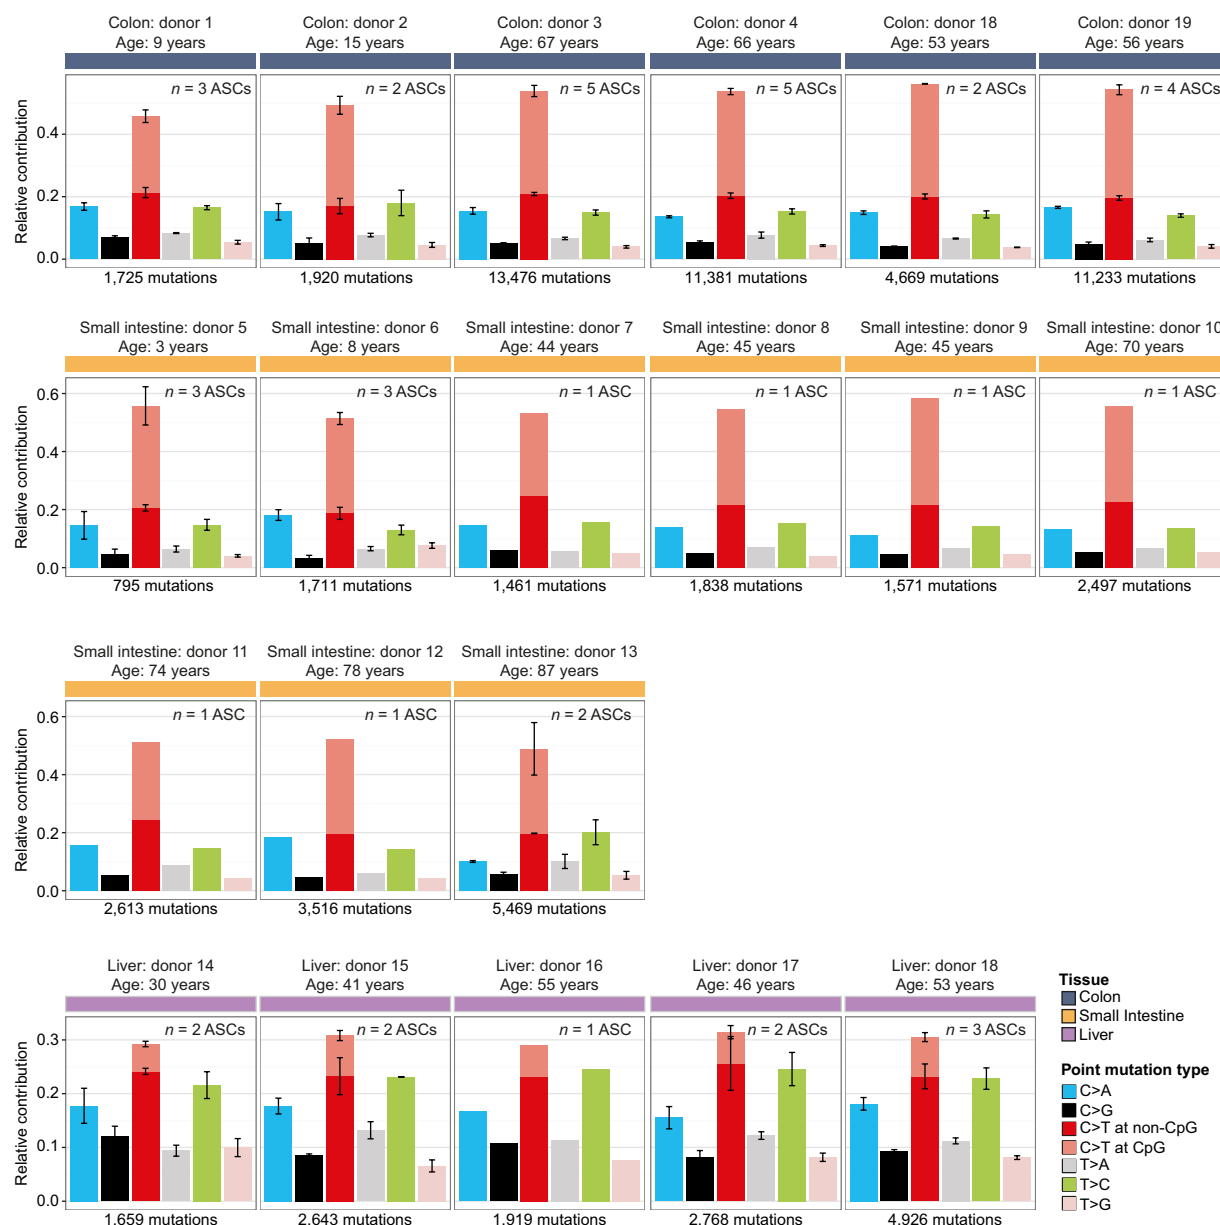 Colon: donor 1
Age: 9 years
Colon: donor 2
Age: 15 years
Colon: donor 3
Age: 67 years
Colon: donor 4
Age: 66 years
Colon: donor 18
Age: 53 years
Colon: donor 19
Age: 56 years
Relative contribution
0.4
0.2
0.0
n = 3 ASCs
n = 2 ASCs
n = 5 ASCs
n = 5 ASCs
n = 2 ASCs
n = 4 ASCs
1,725 mutations
1,920 mutations
13,476 mutations
11,381 mutations
4,669 mutations
11,233 mutations
Small intestine: donor 5
Age: 3 years
Small intestine: donor 6
Age: 8 years
Small intestine: donor 7
Age: 44 years
Small intestine: donor 8
Age: 45 years
Small intestine: donor 9
Age: 45 years
Small intestine: donor 10
Age: 70 years
Relative contribution
0.6
0.4
0.2
0.0
n = 3 ASCs
n = 3 ASCs
n = 1 ASC
n = 1 ASC
n = 1 ASC
n = 1 ASC
795 mutations
1,711 mutations
1,461 mutations
1,838 mutations
1,571 mutations
2,497 mutations
Small intestine: donor 11
Age: 74 years
Small intestine: donor 12
Age: 78 years
Small intestine: donor 13
Age: 87 years
Relative contribution
0.6
0.4
0.2
0.0
n = 1 ASC
n = 1 ASC
n = 2 ASCs
2,613 mutations
3,516 mutations
5,469 mutations
Liver: donor 14
Age: 30 years
Liver: donor 15
Age: 41 years
Liver: donor 16
Age: 55 years
Liver: donor 17
Age: 46 years
Liver: donor 18
Age: 53 years
Relative contribution
0.3
0.2
0.1
0.0
n = 2 ASCs
n = 2 ASCs
n = 1 ASC
n = 2 ASCs
n = 3 ASCs
1.659 mutations
2.643 mutations
1.919 mutations
2.768 mutations
4.926 mutations
Tissue
Colon
Small Intestine
Liver
Point mutation type
C>A
C>G
C>T at non-CpG
C>T at CpG
T>A
T>C
T>G